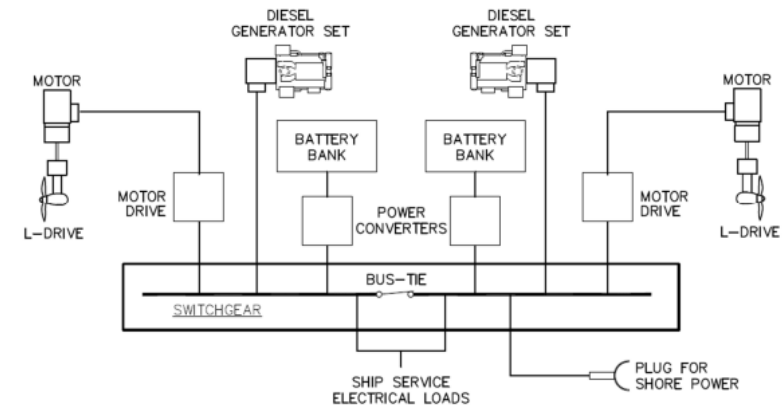 DIESEL
GENERATOR SET
DIESEL
GENERATOR SET
MOTOR
MOTOR
BATTERY
BANK
BATTERY
BANK
MOTOR
DRIVE
POWER
CONVERTERS
MOTOR
DRIVE
L-DRIVE
L-DRIVE
BUS-TIE
SWITCHGEAR
SHIP SERVICE
ELECTRICAL LOADS
PLUG FOR
SHORE POWER